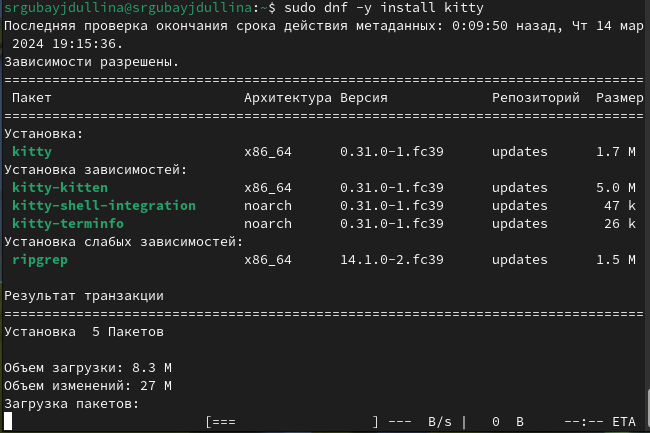 srgubayjdullina@srgubayjdullina:~$ sudo dnf -y install kitty
Последняя проверка окончания срока действия метаданных: 0:09:50 назад, Чт 14 мар
2024 19:15:36.
Зависимости разрешены.
================================================================================
Пакет Архитектура Версия Репозиторий Размер
================================================================================
Установка:
kitty x86_64 0.31.0-1.fc39 updates 1.7 M
Установка зависимостей:
kitty-kitten x86_64 0.31.0-1.fc39 updates 5.0 M
kitty-shell-integration noarch 0.31.0-1.fc39 updates 47 k
kitty-terminfo noarch 0.31.0-1.fc39 updates 26 k
Установка слабых зависимостей:
ripgrep x86_64 14.1.0-2.fc39 updates 1.5 M
Результат транзакции
================================================================================
Установка 5 Пакетов
Объем загрузки: 8.3 M
Объем изменений: 27 M
Загрузка пакетов:
[=== ] --- B/s | 0 B --:-- ETA